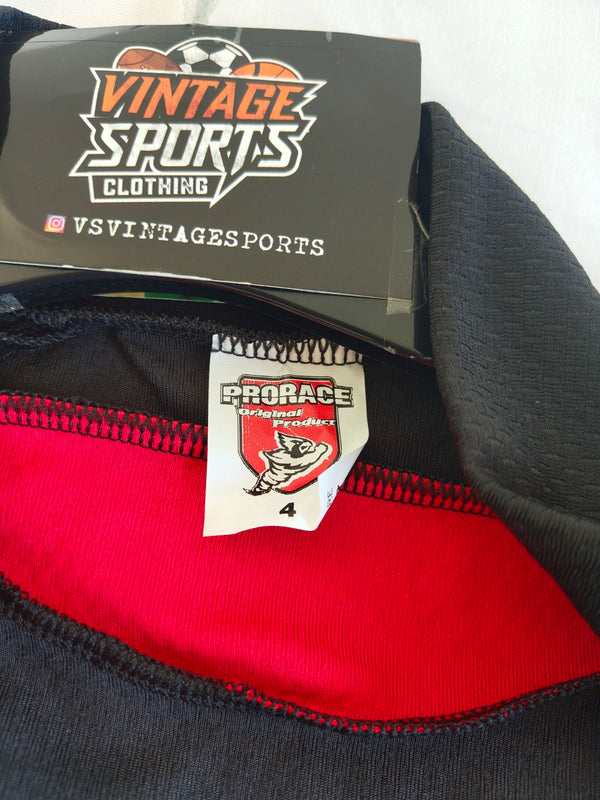 VINTAGE
SPORTS
CLOTHING
VSVINTAGESPORTS
PRORACE
Original
Product
4